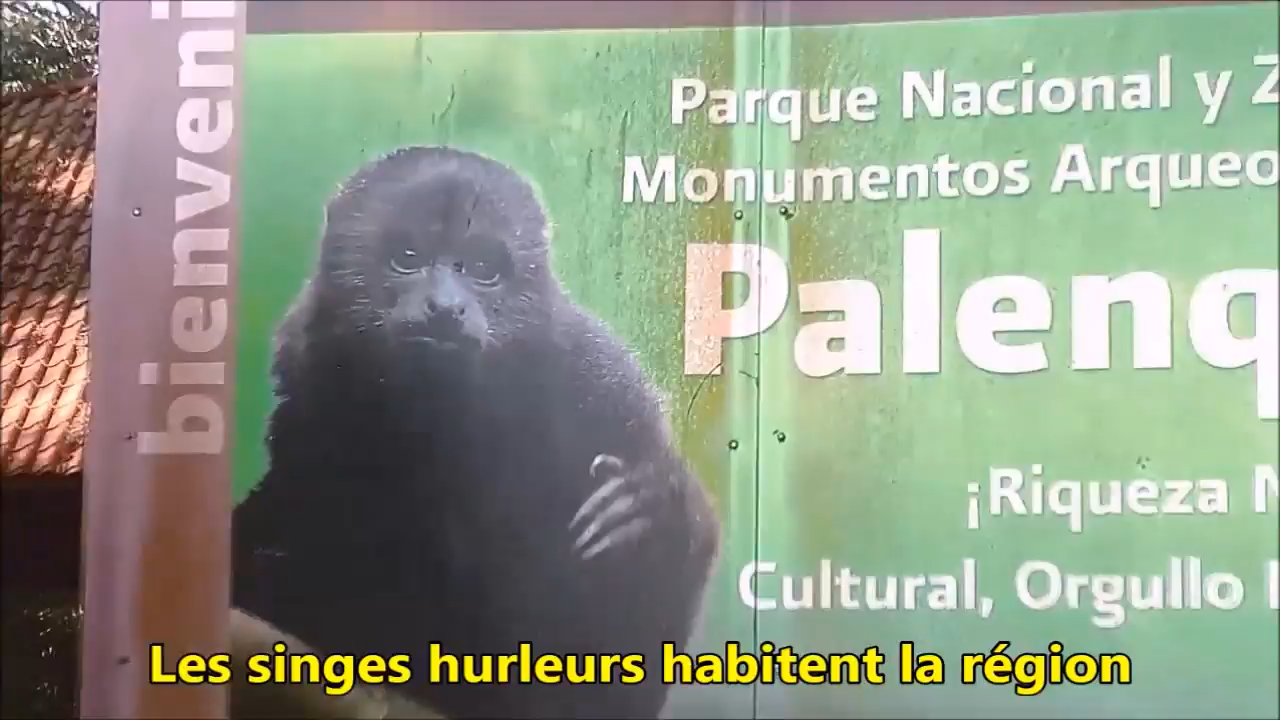 bienveni
Parque Nacional y Z
Monumentos Arqueo
Palenq
¡Riqueza N
Cultural, Orgullo
Les singes hurleurs habitent la région